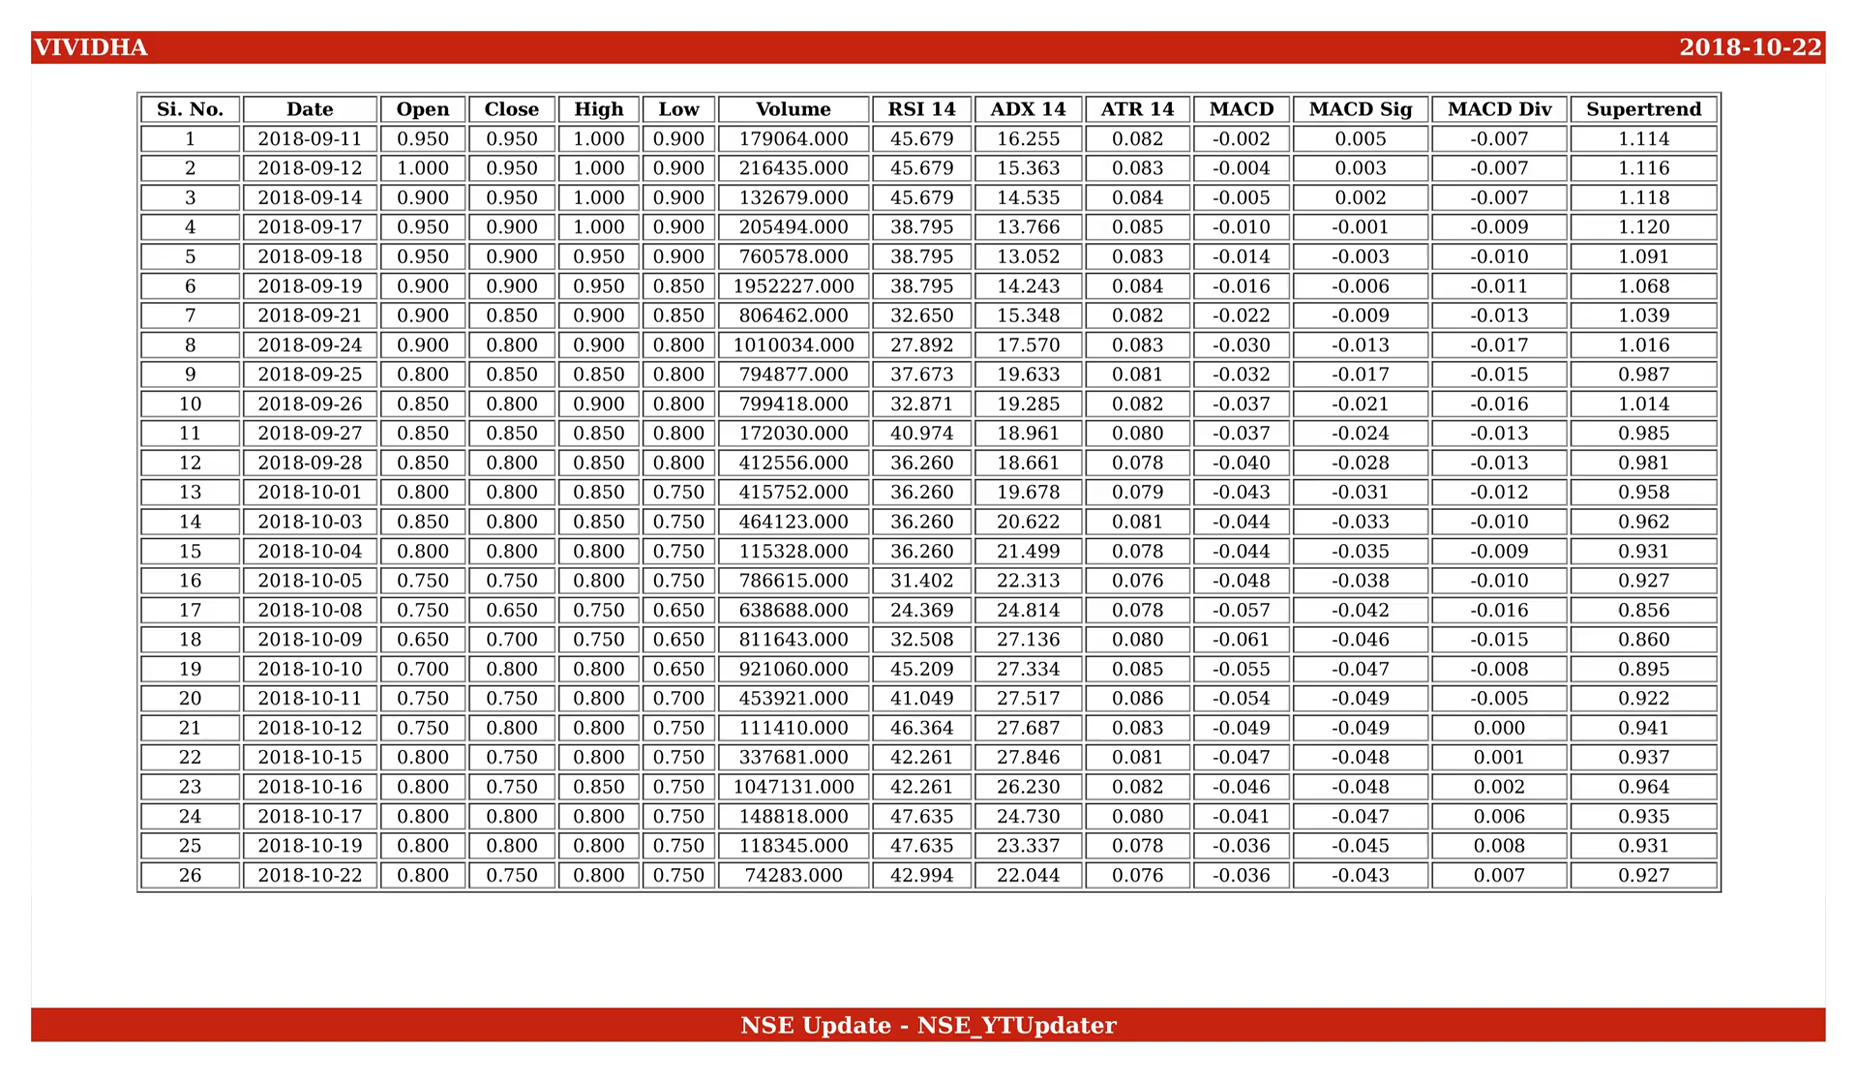 VIVIDHA 2018-10-22
Si. No. Date Open Close High Low Volume RSI 14 ADX 14 ATR 14 MACD MACD Sig MACD Div Supertrend
1 2018-09-11 0.950 0.950 1.000 0.900 179064.000 45.679 16.255 0.082 -0.002 0.005 -0.007 1.114
2 2018-09-12 1.000 0.950 1.000 0.900 216435.000 45.679 15.363 0.083 -0.004 0.003 -0.007 1.116
3 2018-09-14 0.900 0.950 1.000 0.900 132679.000 45.679 14.535 0.084 -0.005 0.002 -0.007 1.118
4 2018-09-17 0.950 0.900 1.000 0.900 205494.000 38.795 13.766 0.085 -0.010 -0.001 -0.009 1.120
5 2018-09-18 0.950 0.900 0.950 0.900 760578.000 38.795 13.052 0.083 -0.014 -0.003 -0.010 1.091
6 2018-09-19 0.900 0.900 0.950 0.850 1952227.000 38.795 14.243 0.084 -0.016 -0.006 -0.011 1.068
7 2018-09-21 0.900 0.850 0.900 0.850 806462.000 32.650 15.348 0.082 -0.022 -0.009 -0.013 1.039
8 2018-09-24 0.900 0.800 0.900 0.800 1010034.000 27.892 17.570 0.083 -0.030 -0.013 -0.017 1.016
9 2018-09-25 0.800 0.850 0.850 0.800 794877.000 37.673 19.633 0.081 -0.032 -0.017 -0.015 0.987
10 2018-09-26 0.850 0.800 0.900 0.800 799418.000 32.871 19.285 0.082 -0.037 -0.021 -0.016 1.014
11 2018-09-27 0.850 0.850 0.850 0.800 172030.000 40.974 18.961 0.080 -0.037 -0.024 -0.013 0.985
12 2018-09-28 0.850 0.800 0.850 0.800 412556.000 36.260 18.661 0.078 -0.040 -0.028 -0.013 0.981
13 2018-10-01 0.800 0.800 0.850 0.750 415752.000 36.260 19.678 0.079 -0.043 -0.031 -0.012 0.958
14 2018-10-03 0.850 0.800 0.850 0.750 464123.000 36.260 20.622 0.081 -0.044 -0.033 -0.010 0.962
15 2018-10-04 0.800 0.800 0.800 0.750 115328.000 36.260 21.499 0.078 -0.044 -0.035 -0.009 0.931
16 2018-10-05 0.750 0.750 0.800 0.750 786615.000 31.402 22.313 0.076 -0.048 -0.038 -0.010 0.927
17 2018-10-08 0.750 0.650 0.750 0.650 638688.000 24.369 24.814 0.078 -0.057 -0.042 -0.016 0.856
18 2018-10-09 0.650 0.700 0.750 0.650 811643.000 32.508 27.136 0.080 -0.061 -0.046 -0.015 0.860
19 2018-10-10 0.700 0.800 0.800 0.650 921060.000 45.209 27.334 0.085 -0.055 -0.047 -0.008 0.895
20 2018-10-11 0.750 0.750 0.800 0.700 453921.000 41.049 27.517 0.086 -0.054 -0.049 -0.005 0.922
21 2018-10-12 0.750 0.800 0.800 0.750 111410.000 46.364 27.687 0.083 -0.049 -0.049 0.000 0.941
22 2018-10-15 0.800 0.750 0.800 0.750 337681.000 42.261 27.846 0.081 -0.047 -0.048 0.001 0.937
23 2018-10-16 0.800 0.750 0.850 0.750 1047131.000 42.261 26.230 0.082 -0.046 -0.048 0.002 0.964
24 2018-10-17 0.800 0.800 0.800 0.750 148818.000 47.635 24.730 0.080 -0.041 -0.047 0.006 0.935
25 2018-10-19 0.800 0.800 0.800 0.750 118345.000 47.635 23.337 0.078 -0.036 -0.045 0.008 0.931
26 2018-10-22 0.800 0.750 0.800 0.750 74283.000 42.994 22.044 0.076 -0.036 -0.043 0.007 0.927
NSE Update - NSE_YTUpdater